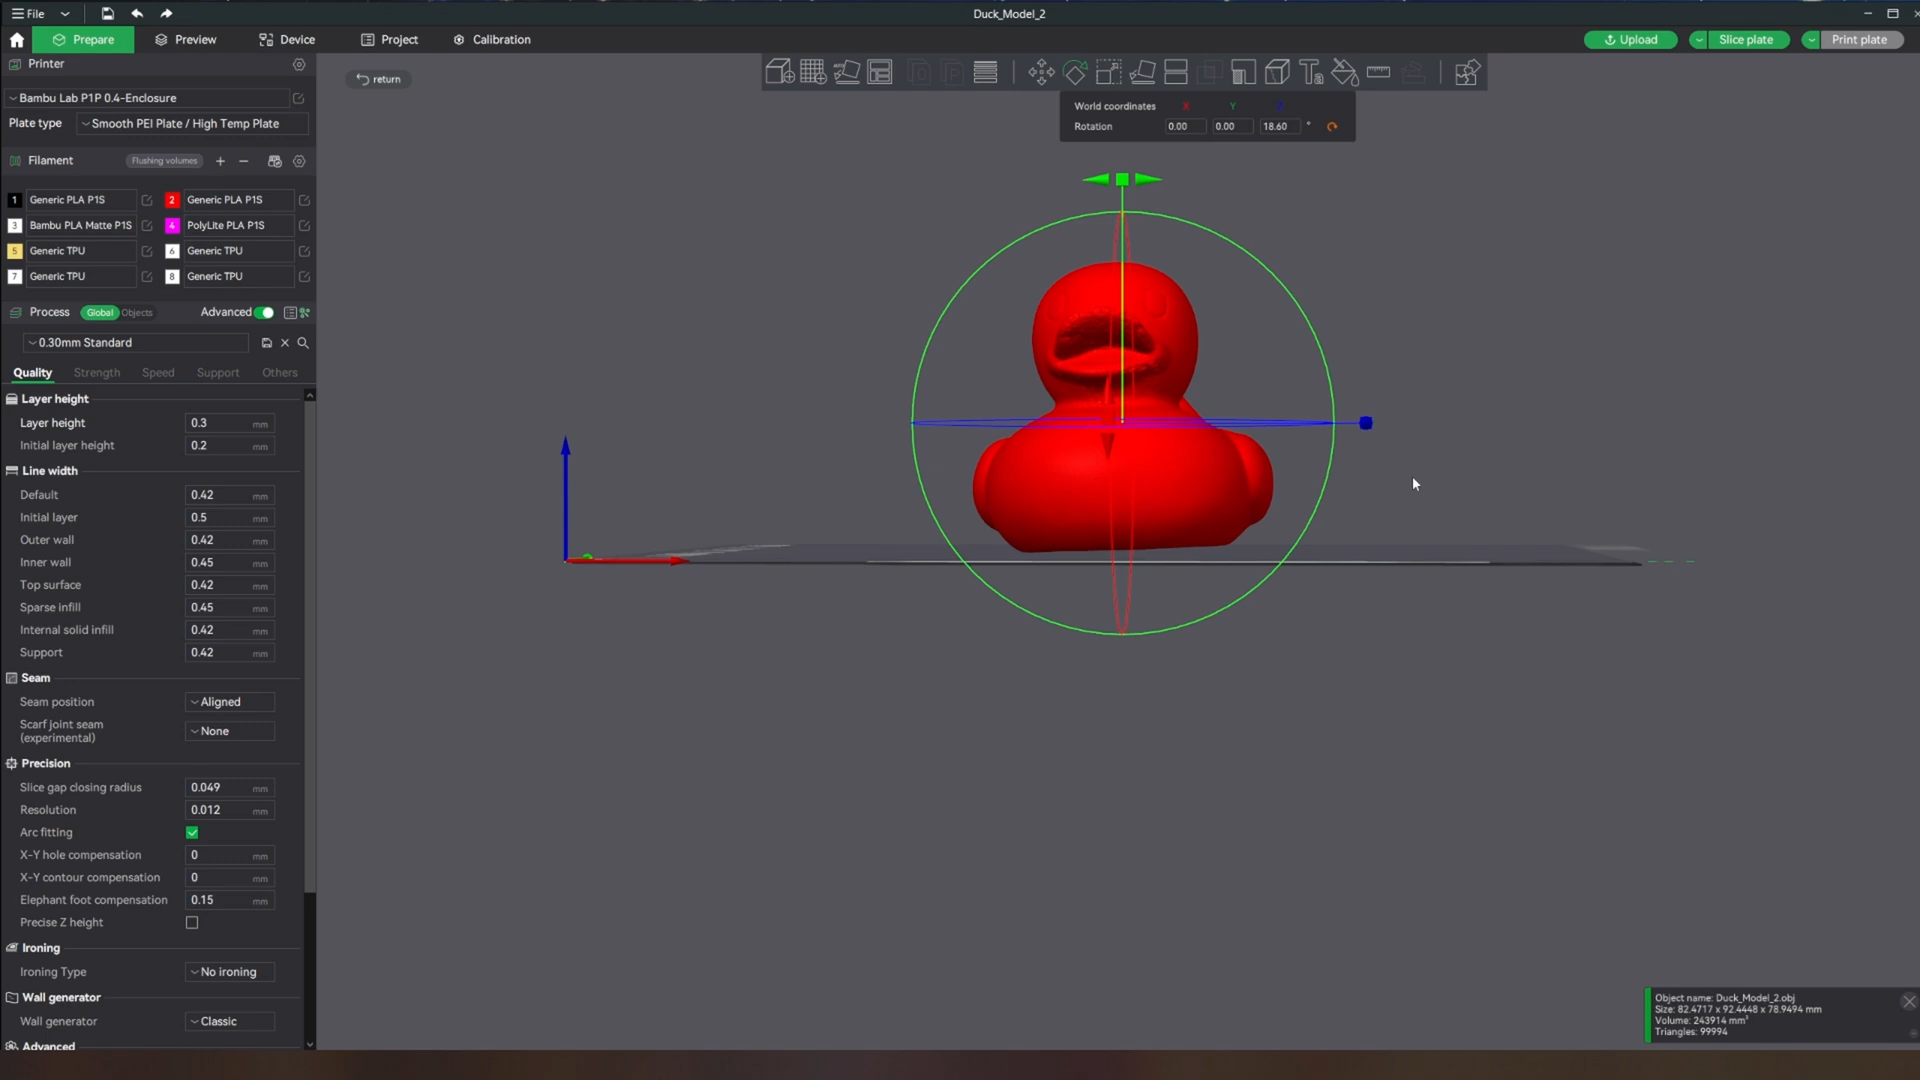 File
Duck_Model_2
Prepare Preview Device Project Calibration Upload Slice plate Print plate
Printer
return
Bambu Lab P1P 0.4-Enclosure
Plate type Smooth PEI Plate / High Temp Plate
World coordinates X Y Z
Rotation 0.00 0.00 18.60 °
Filament Flushing volumes + -
1 Generic PLA P1S 2 Generic PLA P1S
3 Bambu PLA Matte P1S 4 PolyLite PLA P1S
5 Generic TPU 6 Generic TPU
7 Generic TPU 8 Generic TPU
Process Global Objects Advanced
0.30mm Standard
Quality Strength Speed Support Others
Layer height
Layer height 0.3 mm
Initial layer height 0.2 mm
Line width
Default 0.42 mm
Initial layer 0.5 mm
Outer wall 0.42 mm
Inner wall 0.45 mm
Top surface 0.42 mm
Sparse infill 0.45 mm
Internal solid infill 0.42 mm
Support 0.42 mm
Seam
Seam position Aligned
Scarf joint seam
(experimental) None
Precision
Slice gap closing radius 0.049 mm
Resolution 0.012 mm
Arc fitting
X-Y hole compensation 0 mm
X-Y contour compensation 0 mm
Elephant foot compensation 0.15 mm
Precise Z height
Ironing
Ironing Type No ironing
Wall generator
Wall generator Classic
Advanced
Object name: Duck_Model_2.obj
Size: 82.4717 x 92.4448 x 78.9494 mm
Volume: 243914 mm³
Triangles: 99994